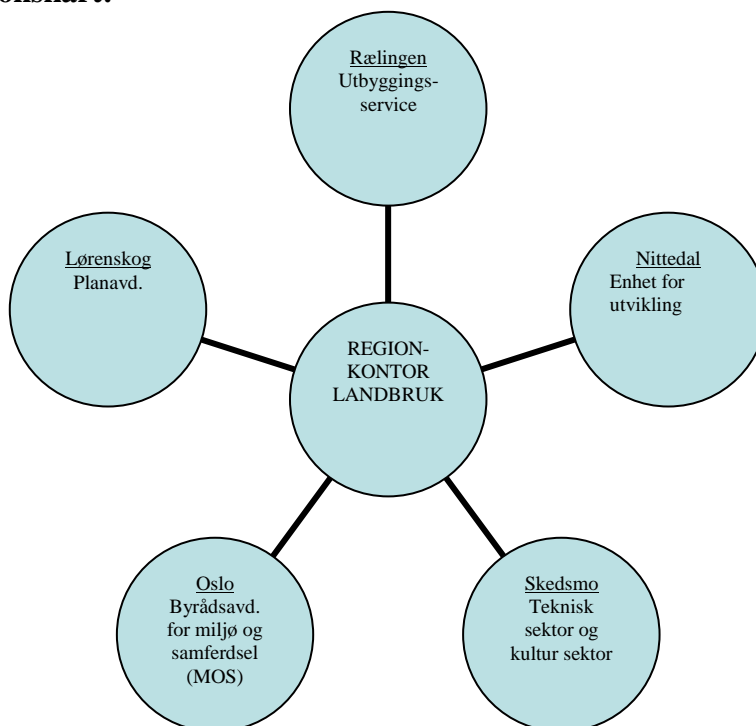 Rælingen
Utbyggings-
service
Lørenskog
Planavd.
Nittedal
Enhet for
utvikling
REGION-
KONTOR
LANDBRUK
Oslo
Byrådsavd.
for miljø og
samferdsel
(MOS)
Skedsmo
Teknisk
sektor og
kultur sektor